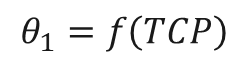 θ₁ = f(TCP)